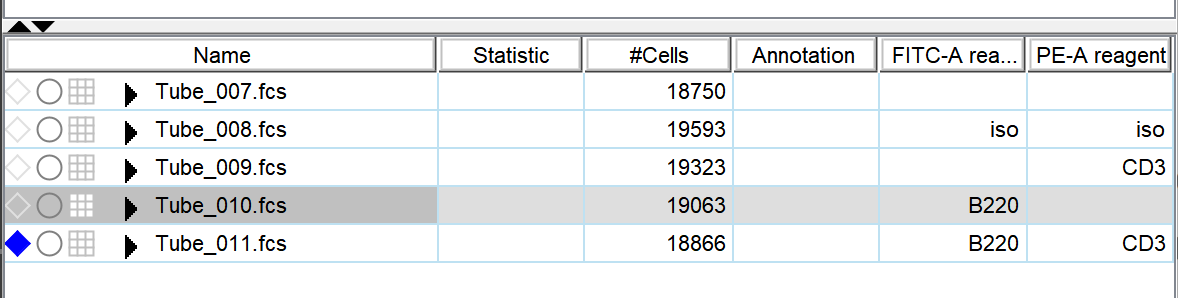 Name Statistic #Cells Annotation FITC-A rea... PE-A reagent
Tube_007.fcs 18750
Tube_008.fcs 19593 iso iso
Tube_009.fcs 19323 CD3
Tube_010.fcs 19063 B220
Tube_011.fcs 18866 B220 CD3